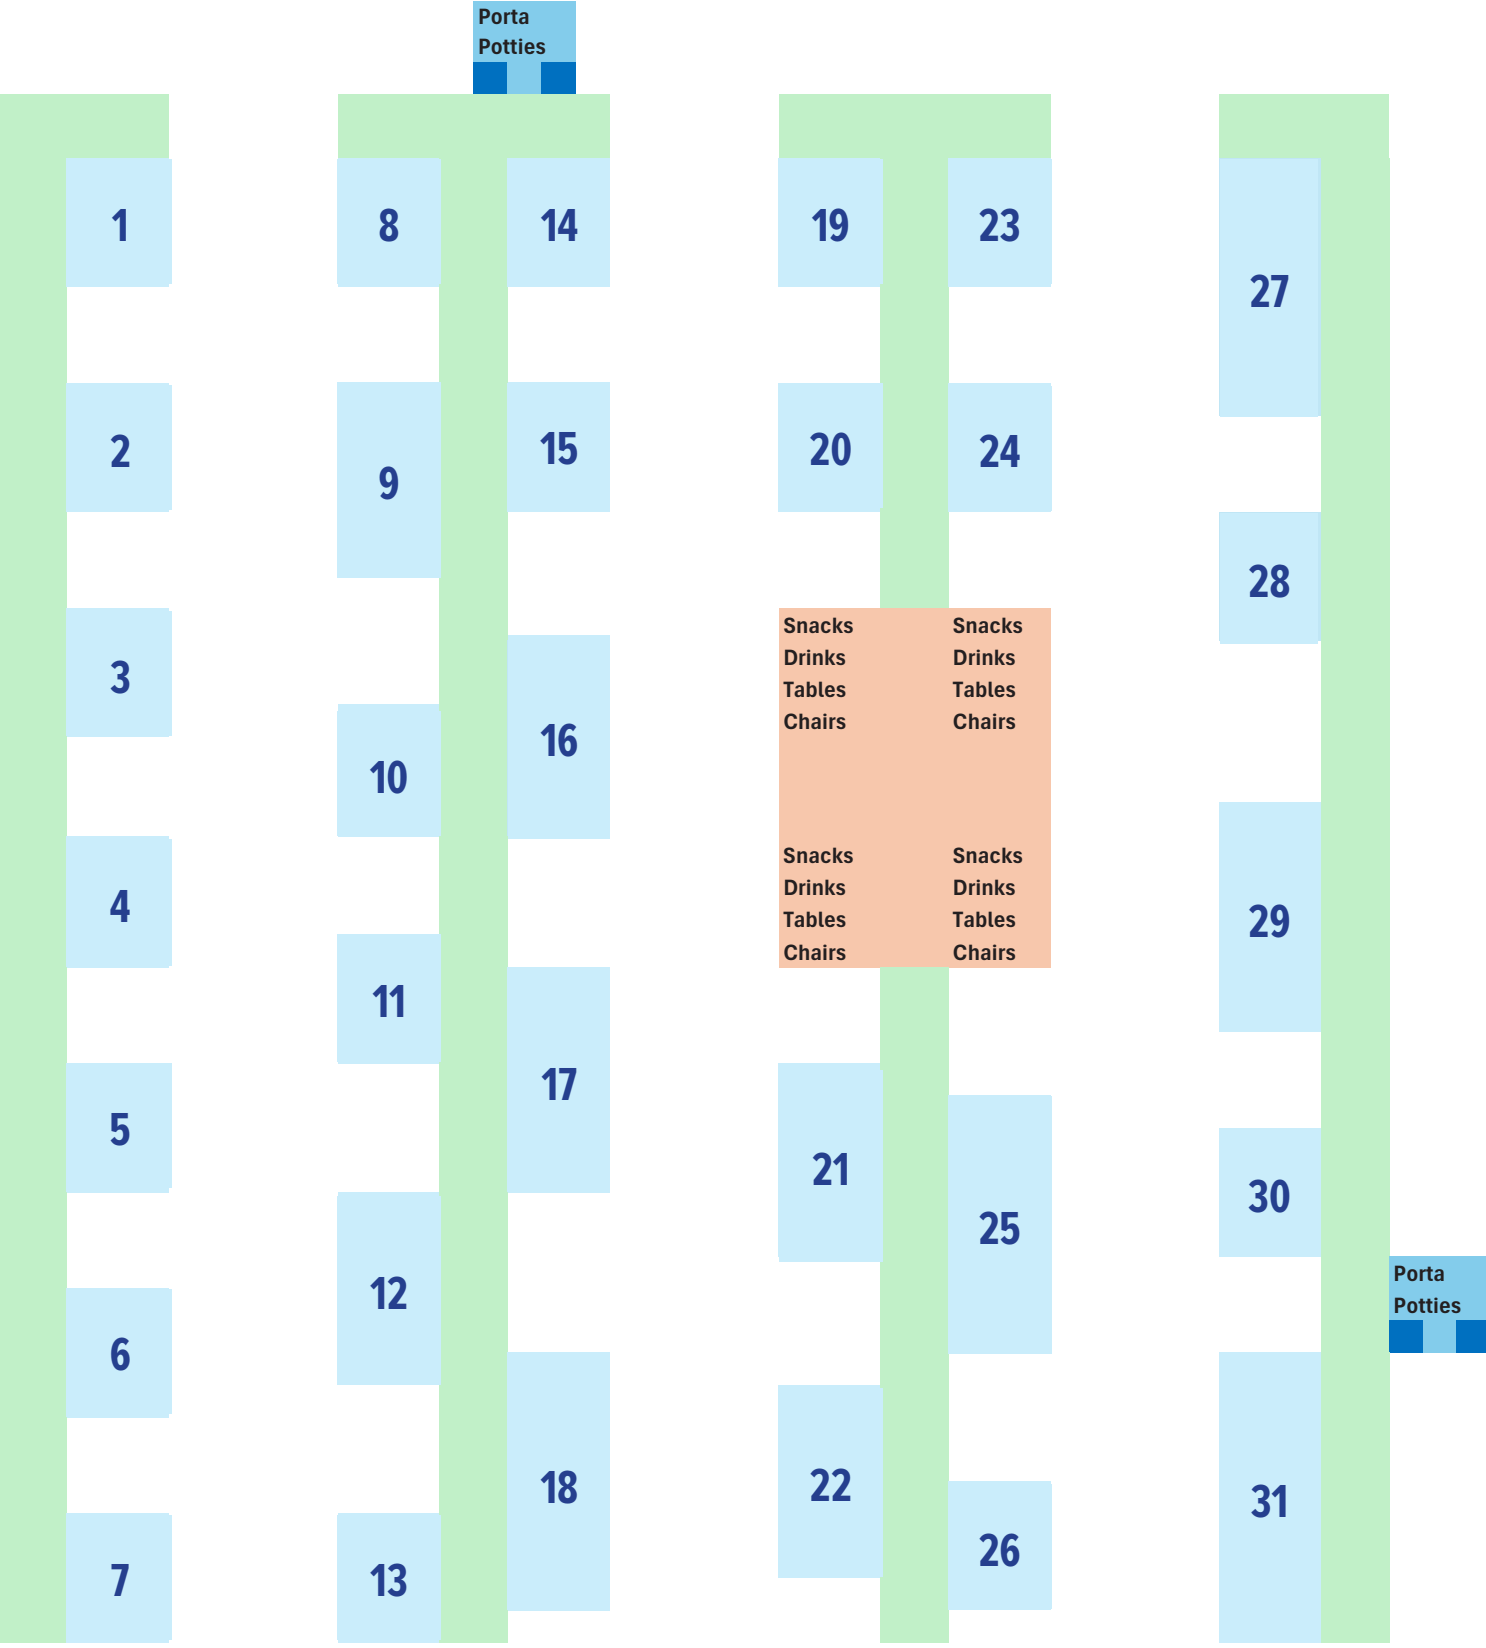 Porta
Potties
1
8
14
19
23
27
2
9
15
20
24
28
Snacks
Drinks
Tables
Chairs
Snacks
Drinks
Tables
Chairs
3
10
16
Snacks
Drinks
Tables
Chairs
Snacks
Drinks
Tables
Chairs
4
11
17
29
5
12
21
25
30
Porta
Potties
6
18
22
26
31
7
13